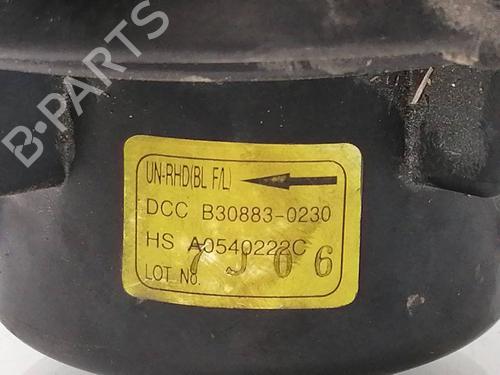 B-PARTS
UN-RHD(BL F/L)
DCC B30883-0230
HS A0540222C
LOT No. 7J06